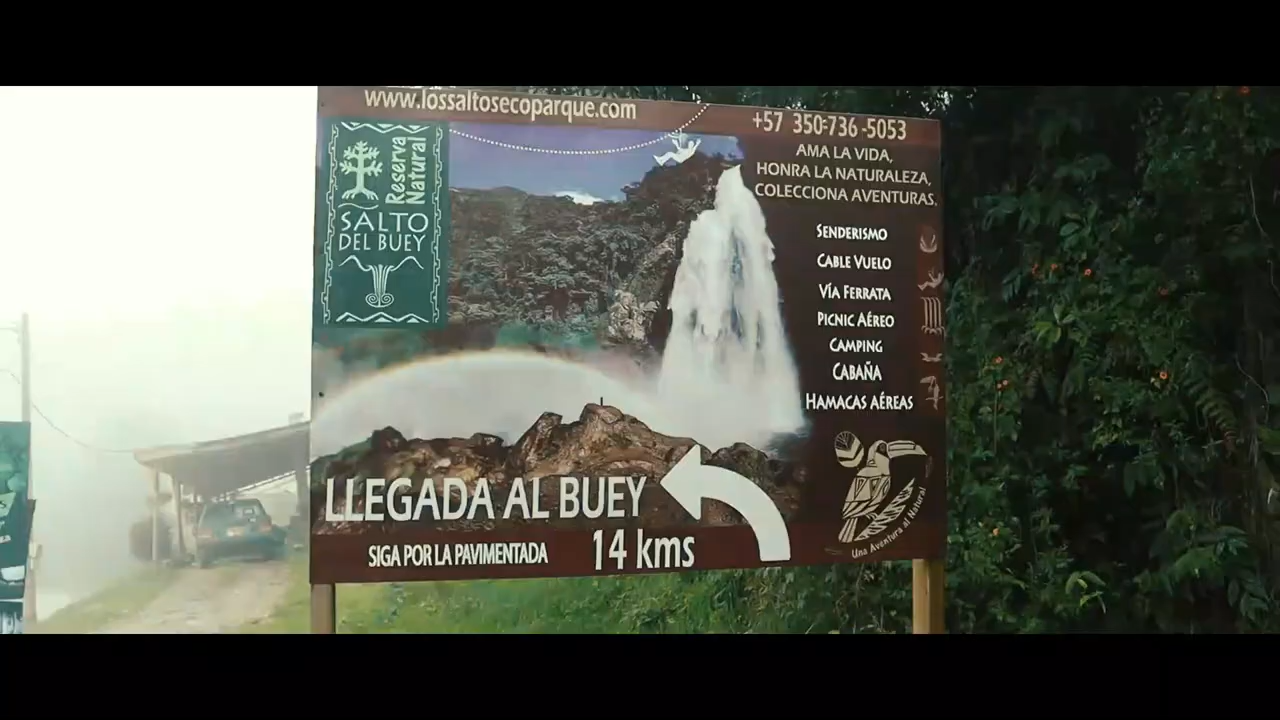 www.lossaltosecoparque.com
+57 350-736-5053
Reserva
Natural
SALTO
DEL BUEY
AMA LA VIDA,
HONRA LA NATURALEZA,
COLECCIONA AVENTURAS.
SENDERISMO
CABLE VUELO
VÍA FERRATA
PICNIC AÉREO
CAMPING
CABAÑA
HAMACAS AÉREAS
LLEGADA AL BUEY
SIGA POR LA PAVIMENTADA
14 kms
Una Aventura al Natural